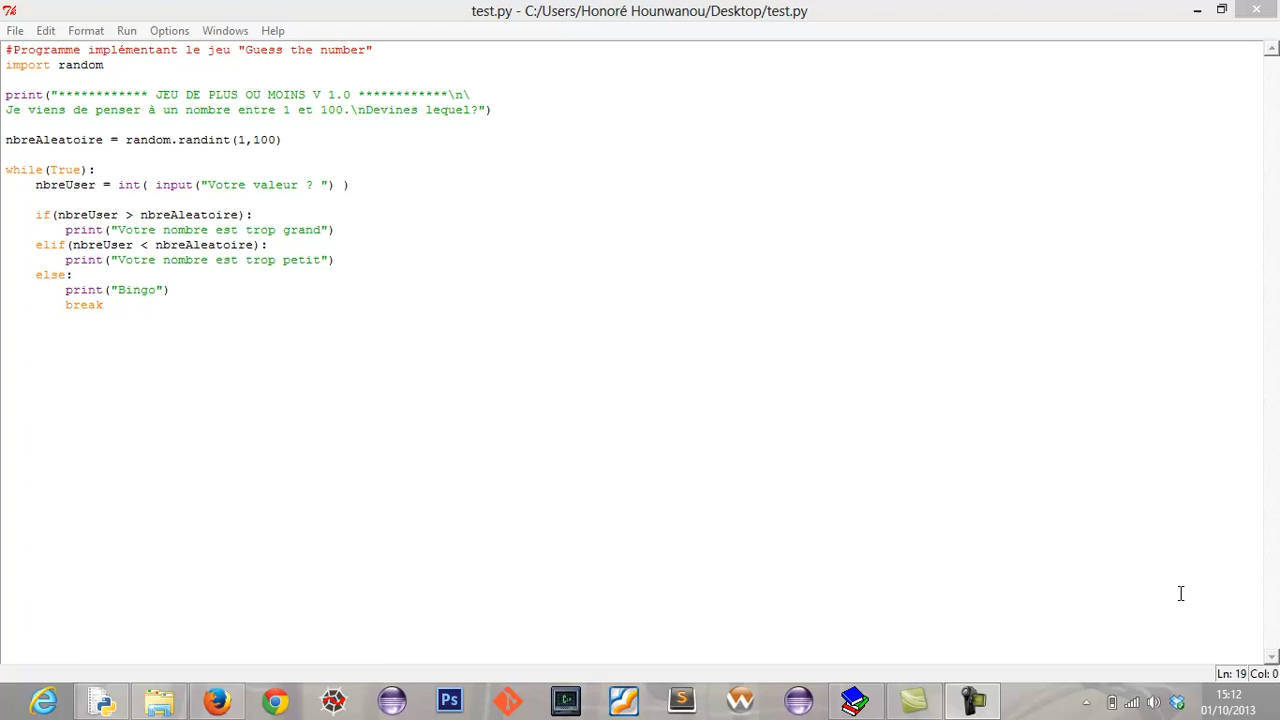 test.py - C:/Users/Honoré Hounwanou/Desktop/test.py
File Edit Format Run Options Windows Help
#Programme implémentant le jeu "Guess the number"
import random
print("************ JEU DE PLUS OU MOINS V 1.0 ************\n\
Je viens de penser à un nombre entre 1 et 100.\nDevines lequel?")
nbreAleatoire = random.randint(1,100)
while(True):
    nbreUser = int( input("Votre valeur ? ") )
    if(nbreUser > nbreAleatoire):
        print("Votre nombre est trop grand")
    elif(nbreUser < nbreAleatoire):
        print("Votre nombre est trop petit")
    else:
        print("Bingo")
        break
Ln: 19 Col: 0
Ps
15:12
01/10/2013